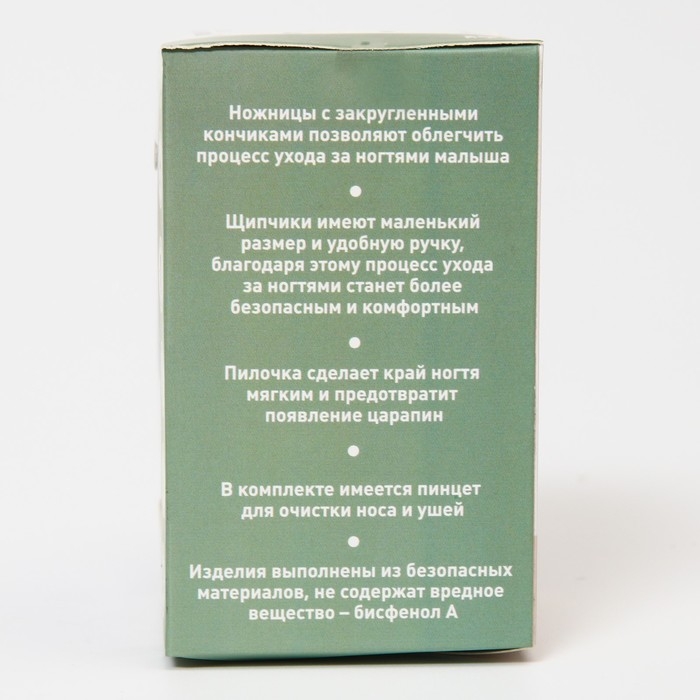 Ножницы с закругленными
кончиками позволяют облегчить
процесс ухода за ногтями малыша
Щипчики имеют маленький
размер и удобную ручку,
благодаря этому процесс ухода
за ногтями станет более
безопасным и комфортным
Пилочка сделает край ногтя
мягким и предотвратит
появление царапин
В комплекте имеется пинцет
для очистки носа и ушей
Изделия выполнены из безопасных
материалов, не содержат вредное
вещество – бисфенол А